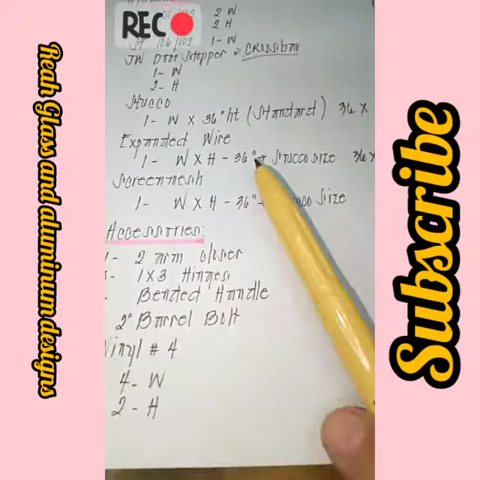 REC
2 W
2 H
1- W
JW Door Stopper & Crossbar
1- W
2- H
Stucco
1- W x 36" ht (Standard) 36 x
Expanded Wire
1- W x H - 36" Stucco size 36 x
Screenmesh
1- W x H - 36" - Size
Accessories:
1- 2 arm closer
1x3 Hinges
Bended Handle
2" Barrel Bolt
Vinyl # 4
4- W
2- H
Reah Glass and aluminum designs
Subscribe